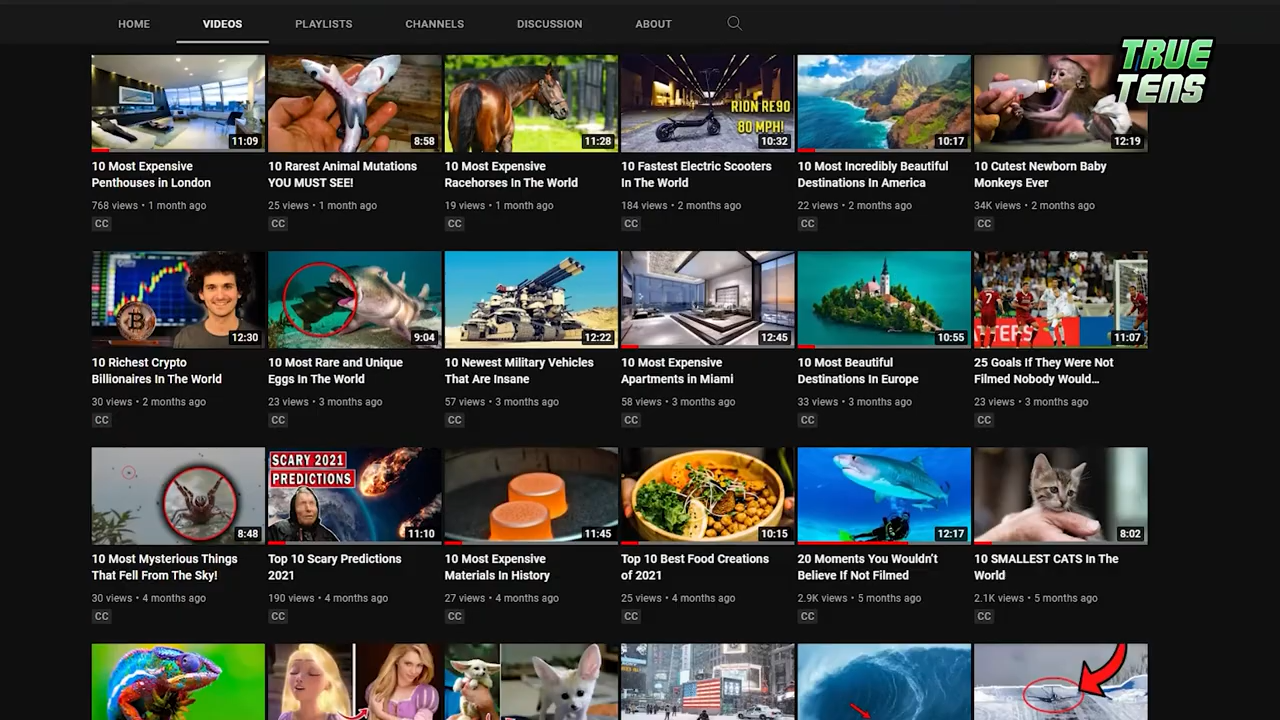 HOME VIDEOS PLAYLISTS CHANNELS DISCUSSION ABOUT
TRUE
TENS
RION RE90
80 MPH!
11:09 8:58 11:28 10:32 10:17 12:19
10 Most Expensive
Penthouses in London
768 views • 1 month ago
CC
10 Rarest Animal Mutations
YOU MUST SEE!
25 views • 1 month ago
CC
10 Most Expensive
Racehorses In The World
19 views • 1 month ago
CC
10 Fastest Electric Scooters
In The World
184 views • 2 months ago
CC
10 Most Incredibly Beautiful
Destinations In America
22 views • 2 months ago
CC
10 Cutest Newborn Baby
Monkeys Ever
34K views • 2 months ago
CC
7
TERS
12:30 9:04 12:22 12:45 10:55 11:07
10 Richest Crypto
Billionaires In The World
30 views • 2 months ago
CC
10 Most Rare and Unique
Eggs In The World
23 views • 3 months ago
CC
10 Newest Military Vehicles
That Are Insane
57 views • 3 months ago
CC
10 Most Expensive
Apartments in Miami
58 views • 3 months ago
CC
10 Most Beautiful
Destinations In Europe
33 views • 3 months ago
CC
25 Goals If They Were Not
Filmed Nobody Would...
23 views • 3 months ago
CC
SCARY 2021
PREDICTIONS
8:48 11:10 11:45 10:15 12:17 8:02
10 Most Mysterious Things
That Fell From The Sky!
30 views • 4 months ago
CC
Top 10 Scary Predictions
2021
190 views • 4 months ago
CC
10 Most Expensive
Materials In History
27 views • 4 months ago
CC
Top 10 Best Food Creations
of 2021
25 views • 4 months ago
CC
20 Moments You Wouldn't
Believe If Not Filmed
2.9K views • 5 months ago
CC
10 SMALLEST CATS In The
World
2.1K views • 5 months ago
CC